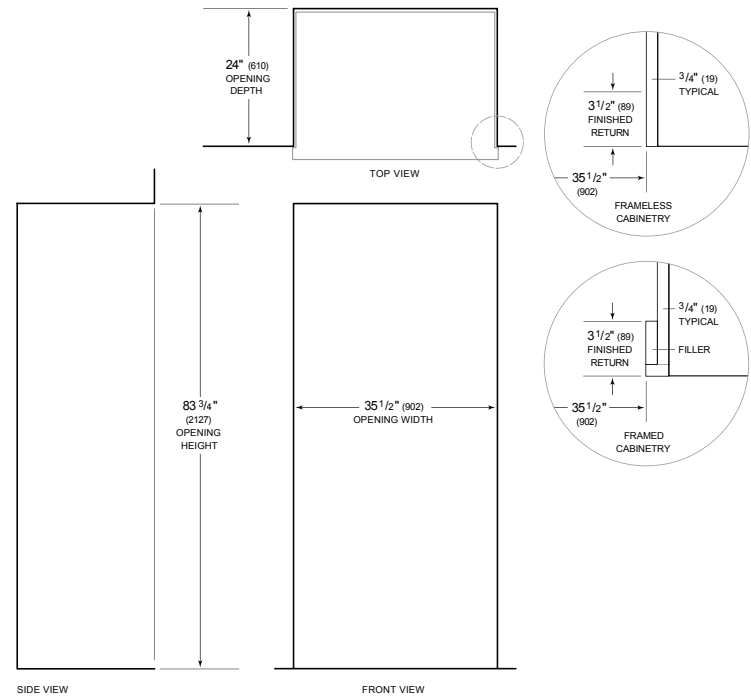 24" (610)
OPENING
DEPTH
TOP VIEW
3/4" (19)
TYPICAL
3 1/2" (89)
FINISHED
RETURN
35 1/2"
(902)
FRAMELESS
CABINETRY
3/4" (19)
TYPICAL
3 1/2" (89)
FINISHED
RETURN
FILLER
35 1/2"
(902)
FRAMED
CABINETRY
83 3/4"
(2127)
OPENING
HEIGHT
35 1/2" (902)
OPENING WIDTH
SIDE VIEW
FRONT VIEW